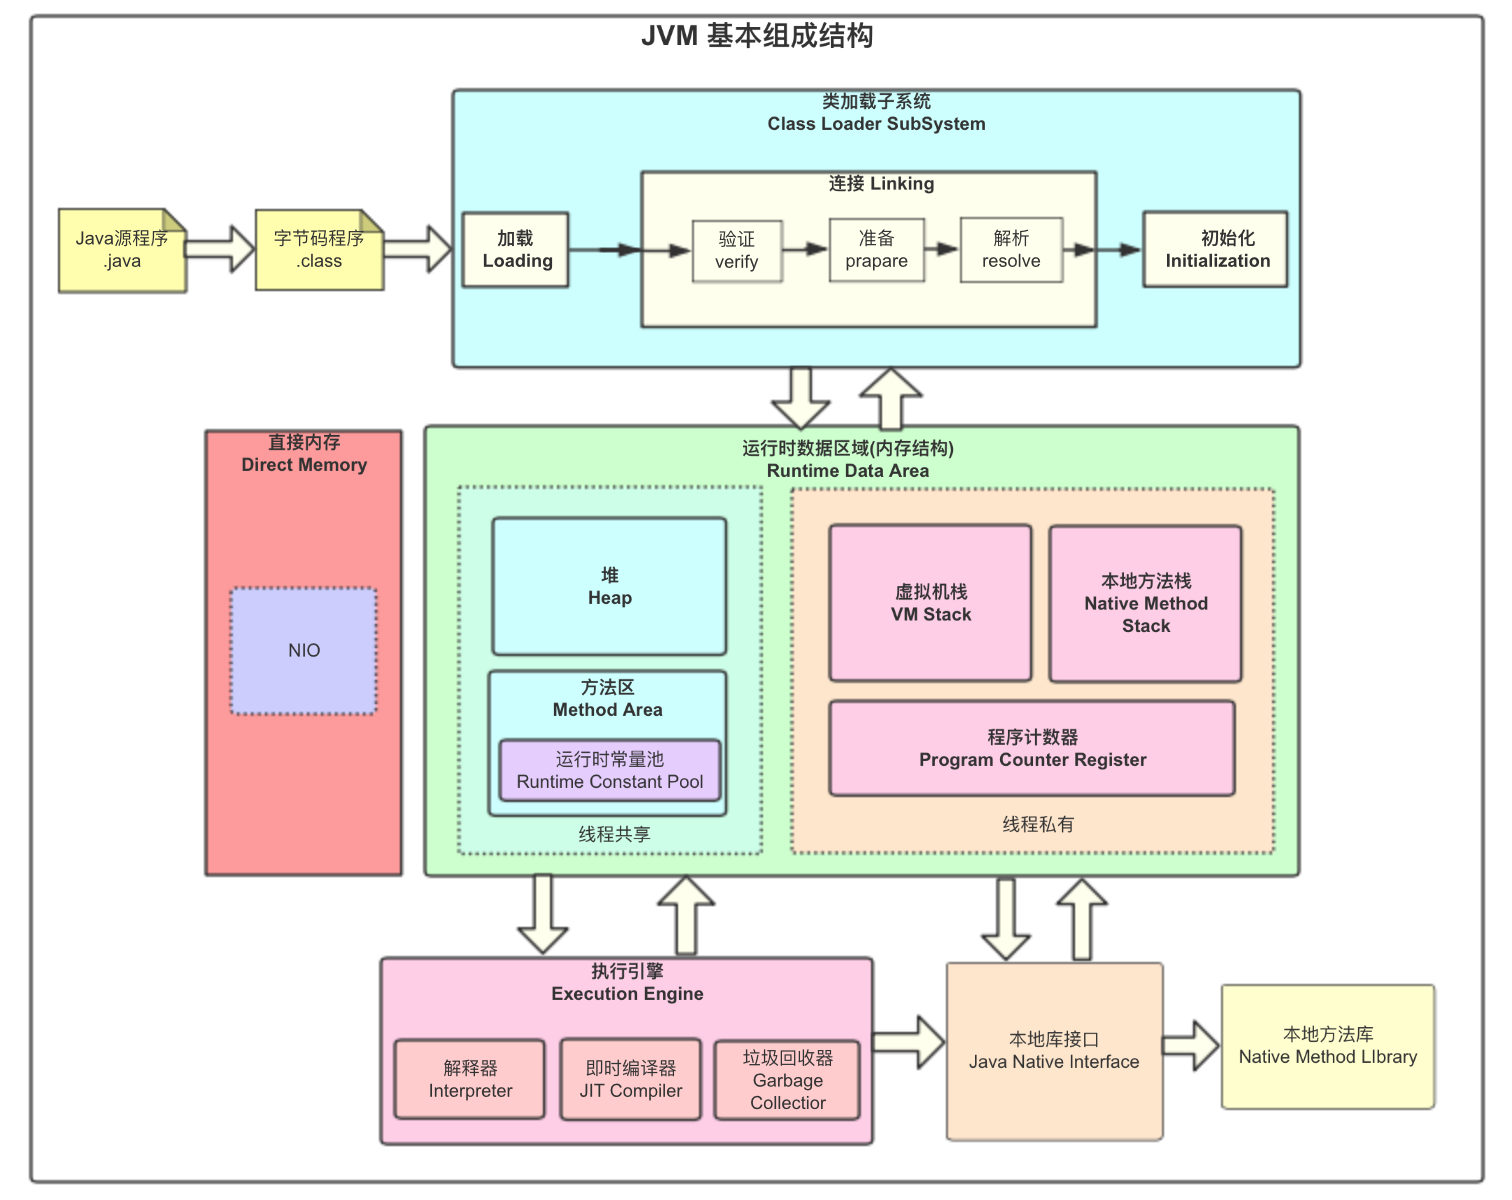 JVM 基本组成结构
类加载子系统
Class Loader SubSystem
连接 Linking
Java源程序
.java
字节码程序
.class
加载
Loading
验证
verify
准备
prapare
解析
resolve
初始化
Initialization
直接内存
Direct Memory
NIO
运行时数据区域(内存结构)
Runtime Data Area
堆
Heap
方法区
Method Area
运行时常量池
Runtime Constant Pool
线程共享
虚拟机栈
VM Stack
本地方法栈
Native Method
Stack
程序计数器
Program Counter Register
线程私有
执行引擎
Execution Engine
解释器
Interpreter
即时编译器
JIT Compiler
垃圾回收器
Garbage
Collectior
本地库接口
Java Native Interface
本地方法库
Native Method LIbrary